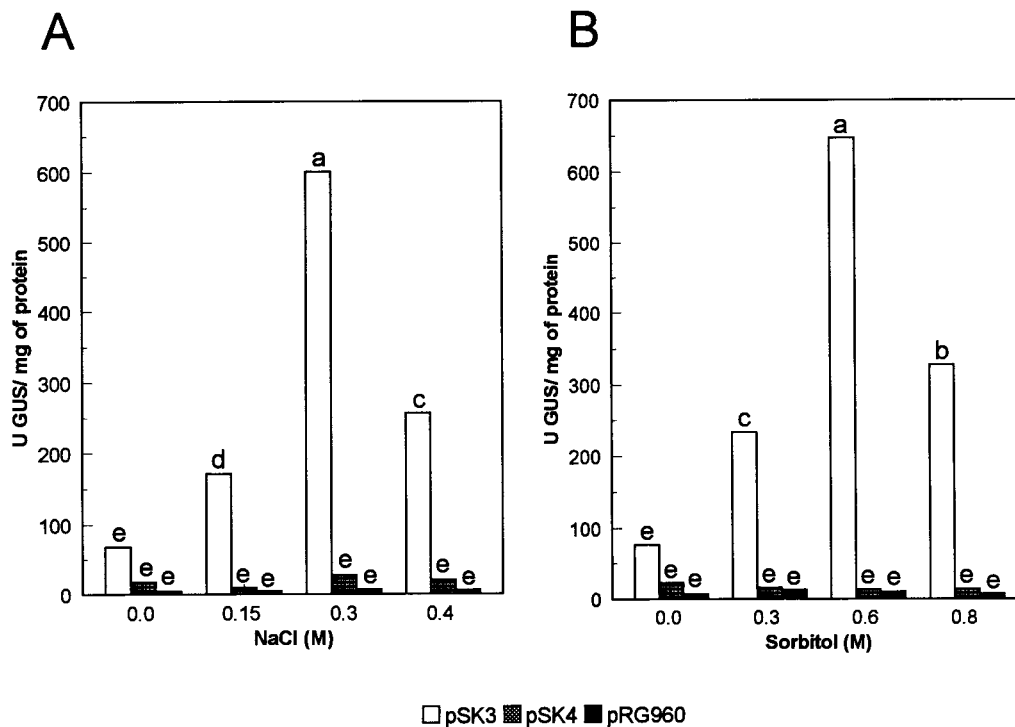 A
B
700
600
500
400
300
200
100
0
U GUS/ mg of protein
e e e
d e e
a e e
c e e
0.0 0.15 0.3 0.4
NaCl (M)
700
600
500
400
300
200
100
0
U GUS/ mg of protein
e e e
c e e
a e e
b e e
0.0 0.3 0.6 0.8
Sorbitol (M)
pSK3 pSK4 pRG960